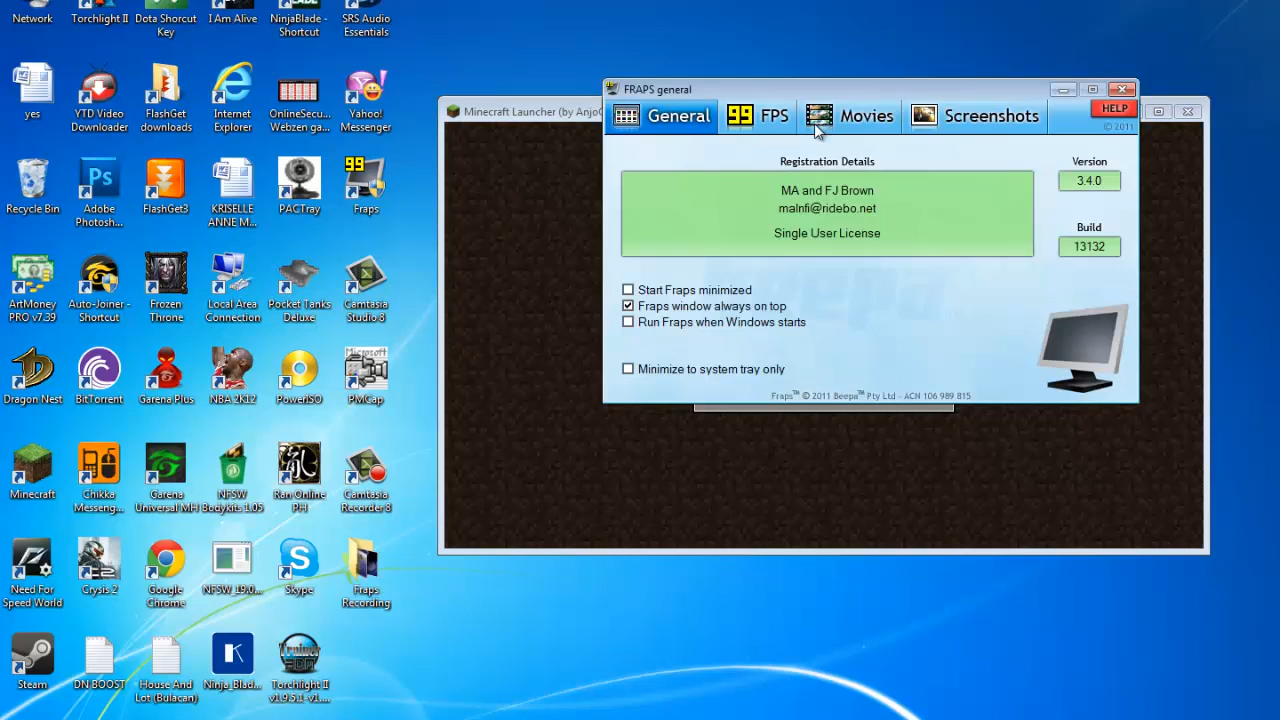 Network
Torchlight II
Dota Shorcut
Key
I Am Alive
NinjaBlade -
Shortcut
SRS Audio
Essentials
yes
YTD Video
Downloader
FlashGet
downloads
Internet
Explorer
OnlineSecu...
Webzen ga...
Yahoo!
Messenger
Recycle Bin
Ps
Adobe
Photosh...
FlashGet3
KRISELLE
ANNE M...
PACTray
99
Fraps
ArtMoney
PRO v7.39
Auto-Joiner -
Shortcut
Frozen
Throne
Local Area
Connection
Pocket Tanks
Deluxe
Camtasia
Studio 8
Dragon Nest
BitTorrent
Garena Plus
NBA 2K12
PowerISO
Microsoft
PMCap
Minecraft
Chikka
Messeng...
Garena
Universal MH
NFSW
Bodykits 1.05
Ran Online
PH
Camtasia
Recorder 8
Need For
Speed World
Crysis 2
Google
Chrome
NFSW_19.0...
Skype
Fraps
Recording
Steam
DN BOOST
House And
Lot (Bulacan)
K
Ninja_Blad...
Trainer
Torchlight II
v1.9.5.1-v1....
Minecraft Launcher (by AnjoC
FRAPS general
General
99 FPS
Movies
Screenshots
HELP
© 2011
Registration Details
MA and FJ Brown
malnfi@ridebo.net
Single User License
Version
3.4.0
Build
13132
Start Fraps minimized
Fraps window always on top
Run Fraps when Windows starts
Minimize to system tray only
Fraps™ © 2011 Beepa™ Pty Ltd - ACN 106 989 815